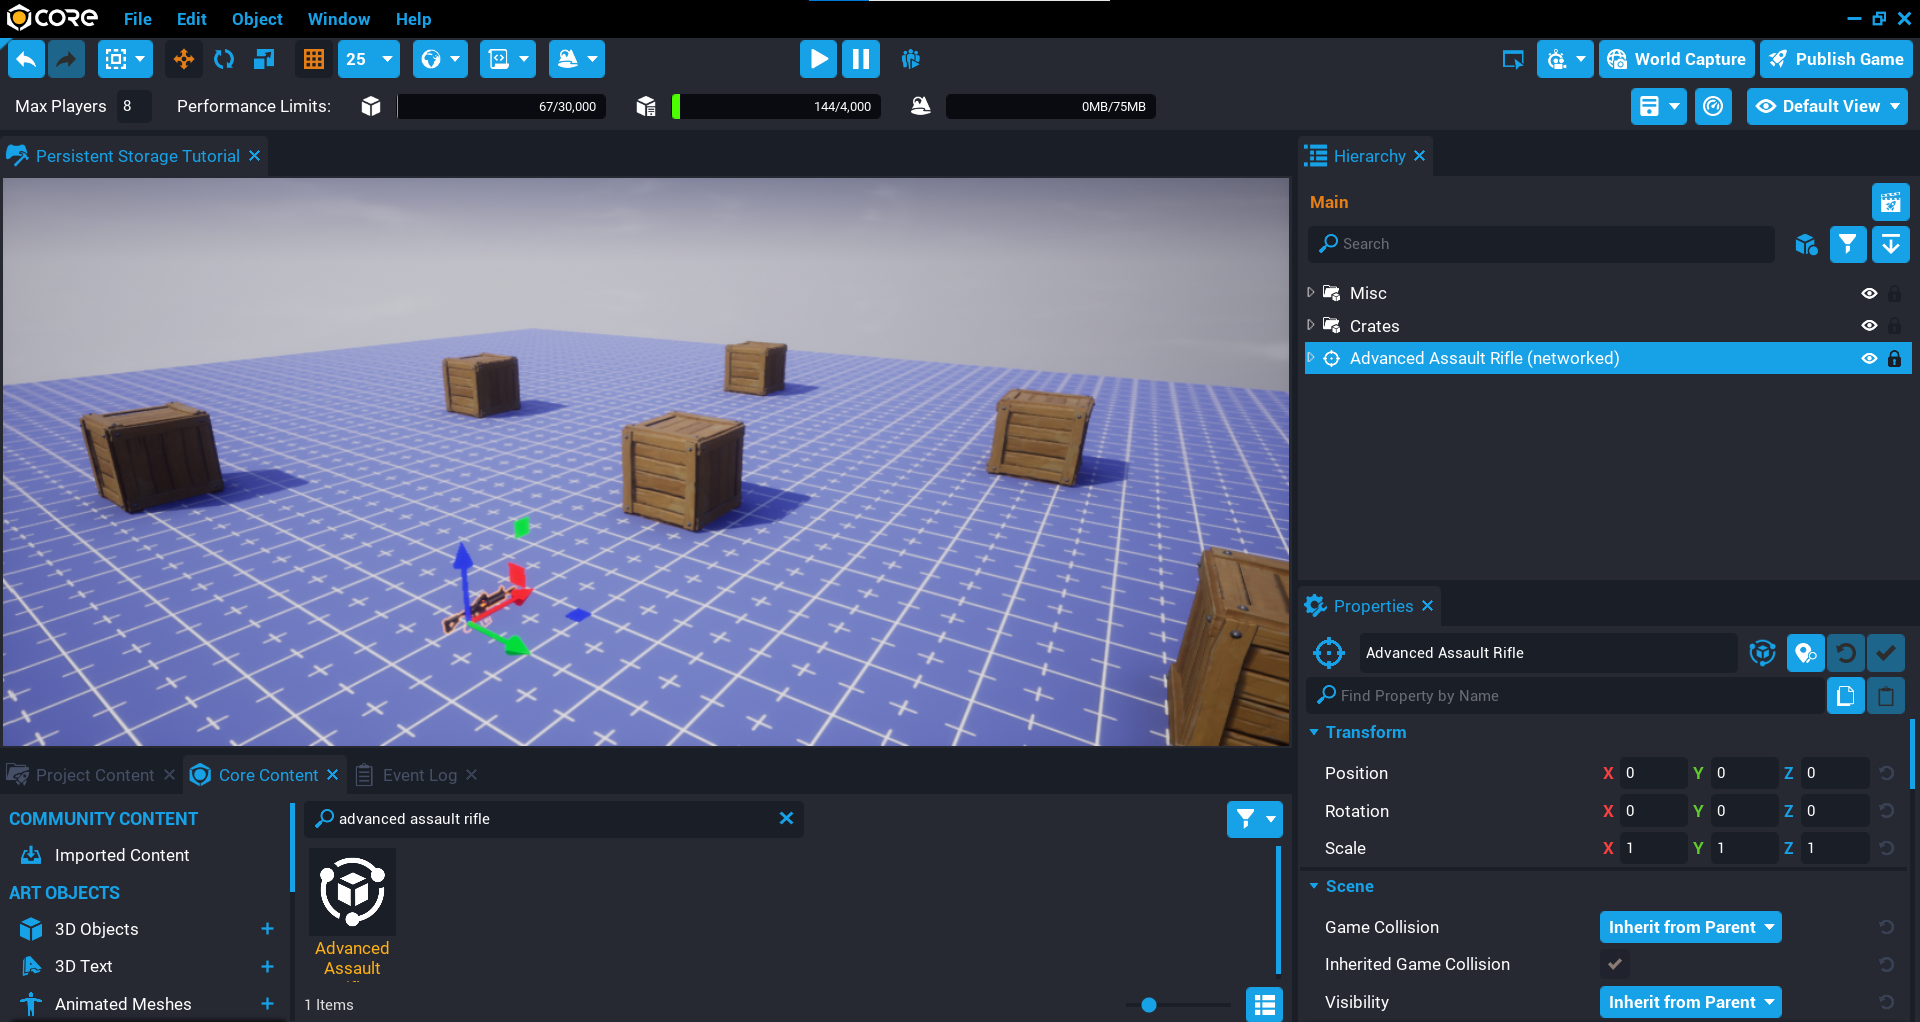 CORE File Edit Object Window Help
25 World Capture Publish Game
Max Players 8 Performance Limits: 67/30,000 144/4,000 0MB/75MB Default View
Persistent Storage Tutorial
Hierarchy
Main
Search
Misc
Crates
Advanced Assault Rifle (networked)
Properties
Advanced Assault Rifle
Find Property by Name
Transform
Position X 0 Y 0 Z 0
Rotation X 0 Y 0 Z 0
Scale X 1 Y 1 Z 1
Scene
Game Collision Inherit from Parent
Inherited Game Collision
Visibility Inherit from Parent
Project Content Core Content Event Log
COMMUNITY CONTENT
Imported Content
ART OBJECTS
3D Objects
3D Text
Animated Meshes
advanced assault rifle
Advanced
Assault
1 Items